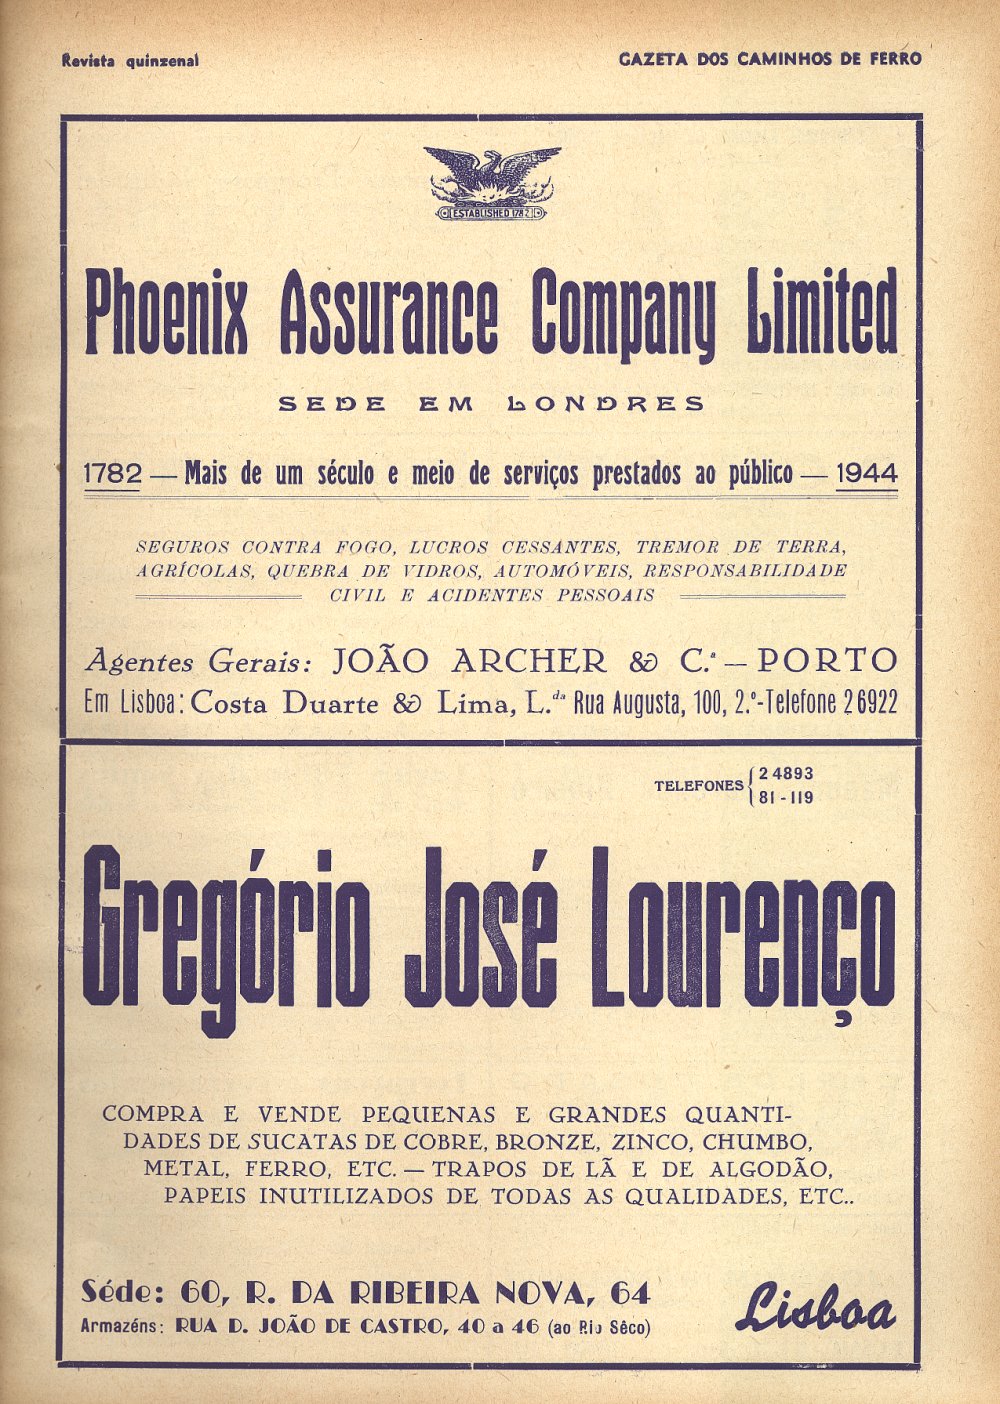 Revista quinzenal
GAZETA DOS CAMINHOS DE FERRO
ESTABLISHED 1782
Phoenix Assurance Company Limited
SEDE EM LONDRES
1782 — Mais de um século e meio de serviços prestados ao público — 1944
SEGUROS CONTRA FOGO, LUCROS CESSANTES, TREMOR DE TERRA,
AGRÍCOLAS, QUEBRA DE VIDROS, AUTOMÓVEIS, RESPONSABILIDADE
CIVIL E ACIDENTES PESSOAIS
Agentes Gerais: JOÃO ARCHER & C.ª — PORTO
Em Lisboa: Costa Duarte & Lima, L.da Rua Augusta, 100, 2.º-Telefone 26922
TELEFONES { 24893
81-119
Gregório José Lourenço
COMPRA E VENDE PEQUENAS E GRANDES QUANTI-
DADES DE SUCATAS DE COBRE, BRONZE, ZINCO, CHUMBO,
METAL, FERRO, ETC. — TRAPOS DE LÃ E DE ALGODÃO,
PAPEIS INUTILIZADOS DE TODAS AS QUALIDADES, ETC..
Séde: 60, R. DA RIBEIRA NOVA, 64
Armazéns: RUA D. JOÃO DE CASTRO, 40 a 46 (ao Rio Sêco)
Lisboa